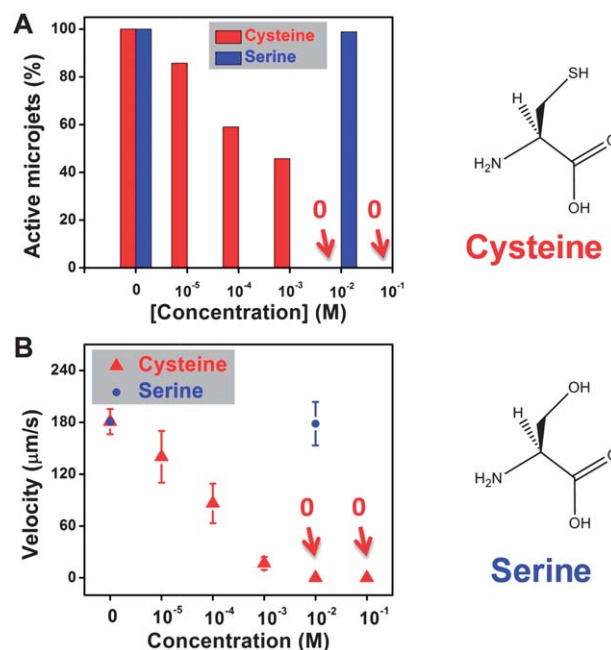 A
Active microjets (%)
100
80
60
40
20
0
Cysteine
Serine
0
0
0 10⁻⁵ 10⁻⁴ 10⁻³ 10⁻² 10⁻¹
[Concentration] (M)
SH
H
H₂N
O
OH
Cysteine
B
Velocity (μm/s)
240
180
120
60
0
Cysteine
Serine
0
0
0 10⁻⁵ 10⁻⁴ 10⁻³ 10⁻² 10⁻¹
Concentration (M)
OH
H
H₂N
O
OH
Serine